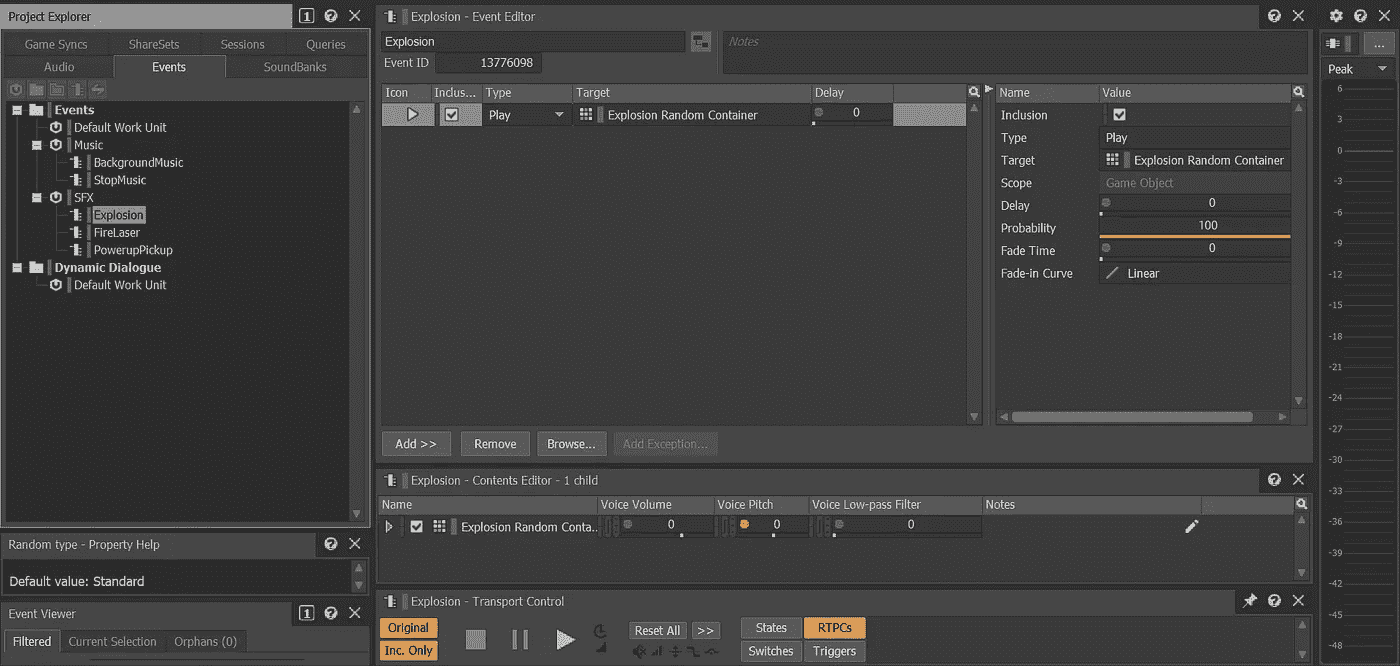 Project Explorer
1
Game Syncs ShareSets Sessions Queries
Audio Events SoundBanks
Events
Default Work Unit
Music
BackgroundMusic
StopMusic
SFX
Explosion
FireLaser
PowerupPickup
Dynamic Dialogue
Default Work Unit
Random type - Property Help
Default value: Standard
Event Viewer
1
Filtered Current Selection Orphans (0)
Explosion - Event Editor
Explosion
Notes
Event ID 13776098
Icon Inclus... Type Target Delay
Play Explosion Random Container 0
Name Value
Inclusion
Type Play
Target Explosion Random Container
Scope Game Object
Delay 0
Probability 100
Fade Time 0
Fade-in Curve Linear
Add >> Remove Browse... Add Exception...
Explosion - Contents Editor - 1 child
Name Voice Volume Voice Pitch Voice Low-pass Filter Notes
Explosion Random Conta.. 0 0 0
Explosion - Transport Control
Original
Inc. Only
Reset All >>
States RTPCs
Switches Triggers
...
Peak
6
3
0
-3
-6
-9
-12
-15
-18
-21
-24
-27
-30
-33
-36
-39
-42
-45
-48